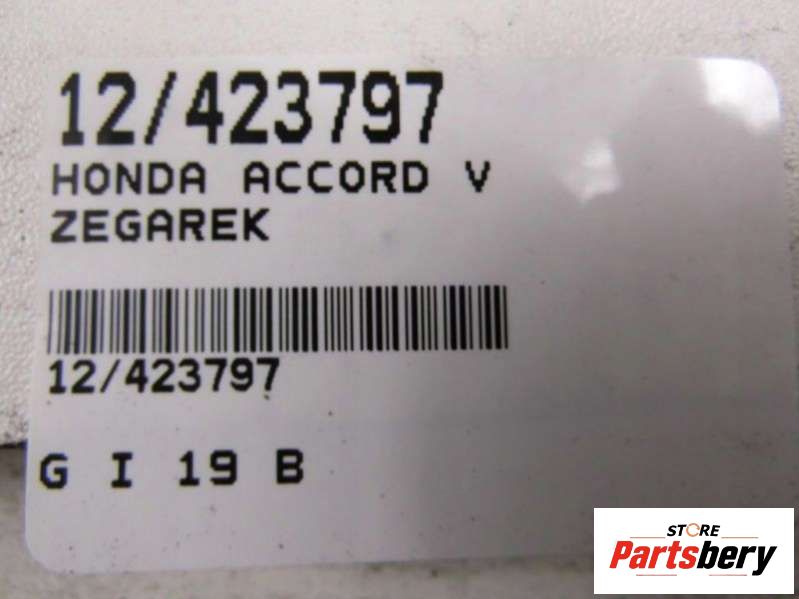 12/423797
HONDA ACCORD V
ZEGAREK
12/423797
G I 19 B
STORE
Partsbery